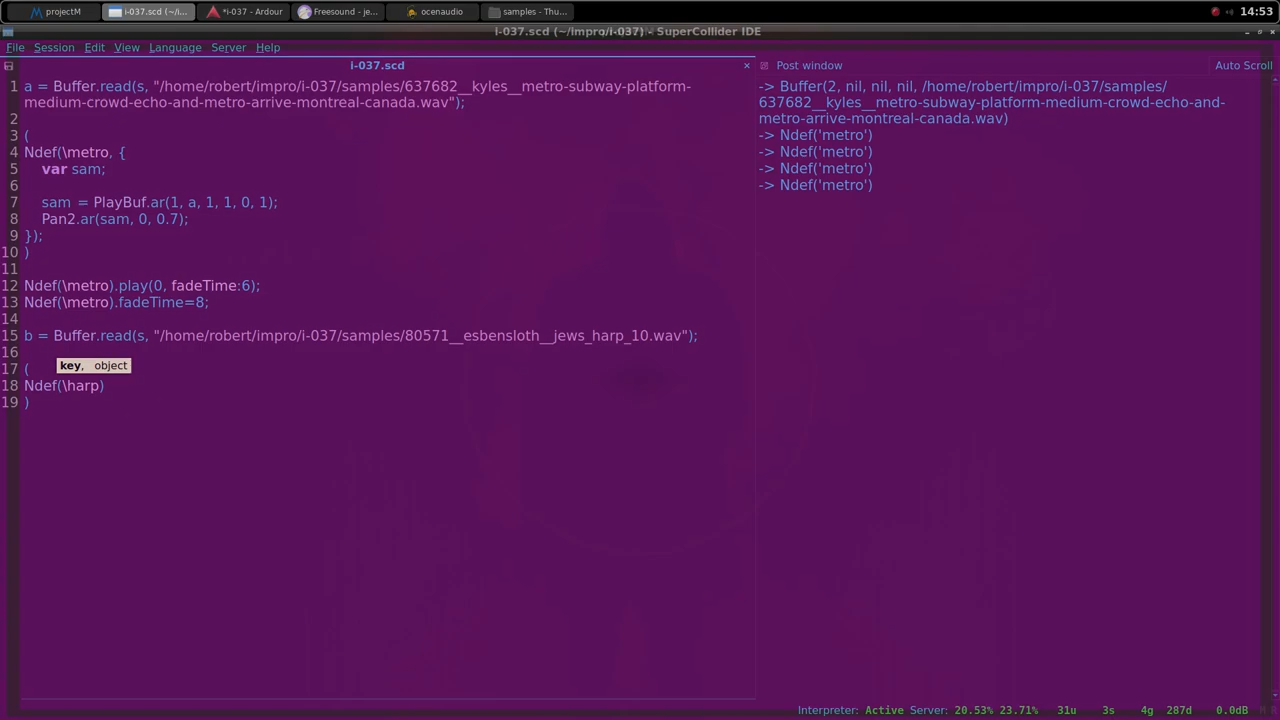 projectM
i-037.scd (~/i...
*i-037 - Ardour
Freesound - je...
ocenaudio
samples - Thu...
14:53
i-037.scd (~/impro/i-037) - SuperCollider IDE
File Session Edit View Language Server Help
i-037.scd
Post window
Auto Scroll
1 a = Buffer.read(s, "/home/robert/impro/i-037/samples/637682__kyles__metro-subway-platform-
medium-crowd-echo-and-metro-arrive-montreal-canada.wav");
2
3 (
4 Ndef(\metro, {
5 var sam;
6
7 sam = PlayBuf.ar(1, a, 1, 1, 0, 1);
8 Pan2.ar(sam, 0, 0.7);
9 });
10 )
11
12 Ndef(\metro).play(0, fadeTime:6);
13 Ndef(\metro).fadeTime=8;
14
15 b = Buffer.read(s, "/home/robert/impro/i-037/samples/80571__esbensloth__jews_harp_10.wav");
16
key, object
17 (
18 Ndef(\harp)
19 )
-> Buffer(2, nil, nil, nil, /home/robert/impro/i-037/samples/
637682__kyles__metro-subway-platform-medium-crowd-echo-and-
metro-arrive-montreal-canada.wav)
-> Ndef('metro')
-> Ndef('metro')
-> Ndef('metro')
-> Ndef('metro')
Interpreter: Active Server: 20.53% 23.71% 31u 3s 4g 287d 0.0dB